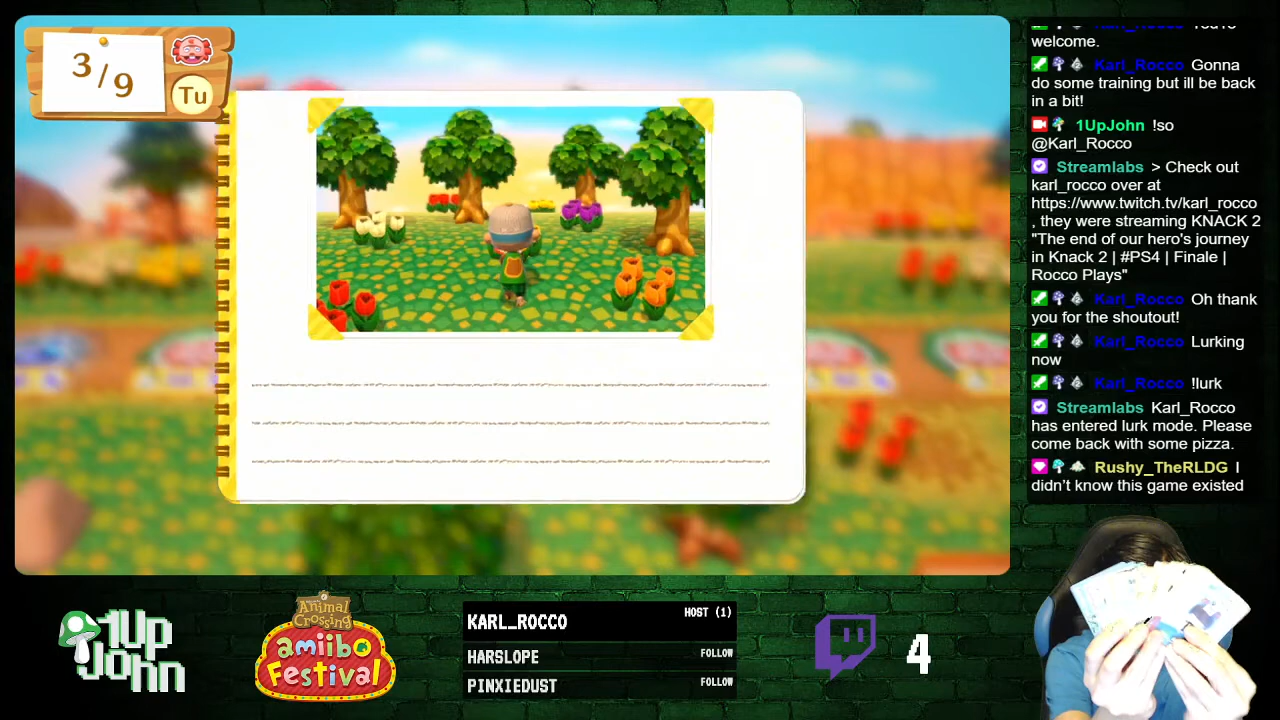 3/9
Tu
welcome.
Karl_Rocco Gonna
do some training but ill be back
in a bit!
1UpJohn !so
@Karl_Rocco
Streamlabs > Check out
karl_rocco over at
https://www.twitch.tv/karl_rocco
, they were streaming KNACK 2
"The end of our hero's journey
in Knack 2 | #PS4 | Finale |
Rocco Plays"
Karl_Rocco Oh thank
you for the shoutout!
Karl_Rocco Lurking
now
Karl_Rocco !lurk
Streamlabs Karl_Rocco
has entered lurk mode. Please
come back with some pizza.
Rushy_TheRLDG I
didn't know this game existed
1Up
John
Animal
Crossing
amiibo
Festival
KARL_ROCCO HOST (1)
HARSLOPE FOLLOW
PINXIEDUST FOLLOW
4